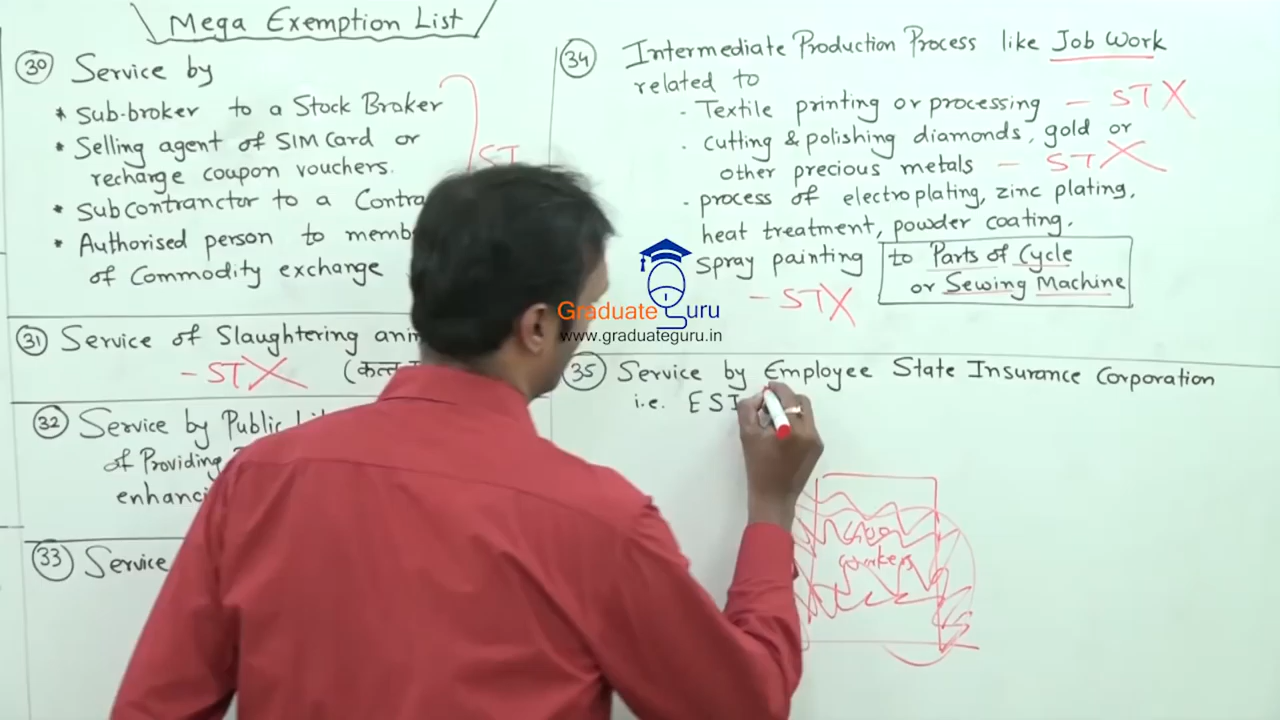 Mega Exemption List
30 Service by
* Sub-broker to a Stock Broker
* Selling agent of SIM Card or
recharge coupon vouchers.
ST
* Subcontranctor to a Contra
* Authorised person to memb
of Commodity exchange
31 Service of Slaughtering ani
- ST X
32 Service by Public Li
of Providing
enhanci
33 Service
34 Intermediate Production Process like Job Work
related to
· Textile printing or processing - ST X
· cutting & polishing diamonds, gold or
other precious metals - ST X
· process of electroplating, zinc plating,
heat treatment, powder coating,
spray painting to Parts of Cycle
or Sewing Machine
- ST X
Graduate Guru
www.graduateguru.in
35 Service by Employee State Insurance Corporation
i.e. ESI